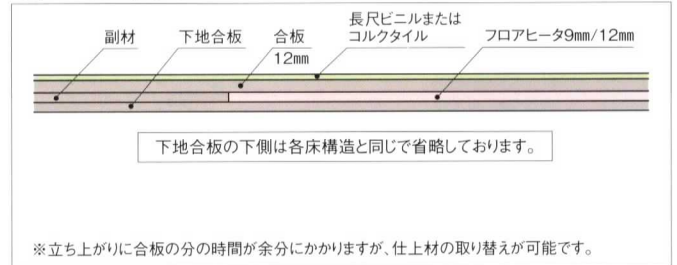 副材
下地合板
合板
12mm
長尺ビニルまたは
コルクタイル
フロアヒータ9mm/12mm
下地合板の下側は各床構造と同じで省略しております。
※立ち上がりに合板の分の時間が余分にかかりますが、仕上材の取り替えが可能です。